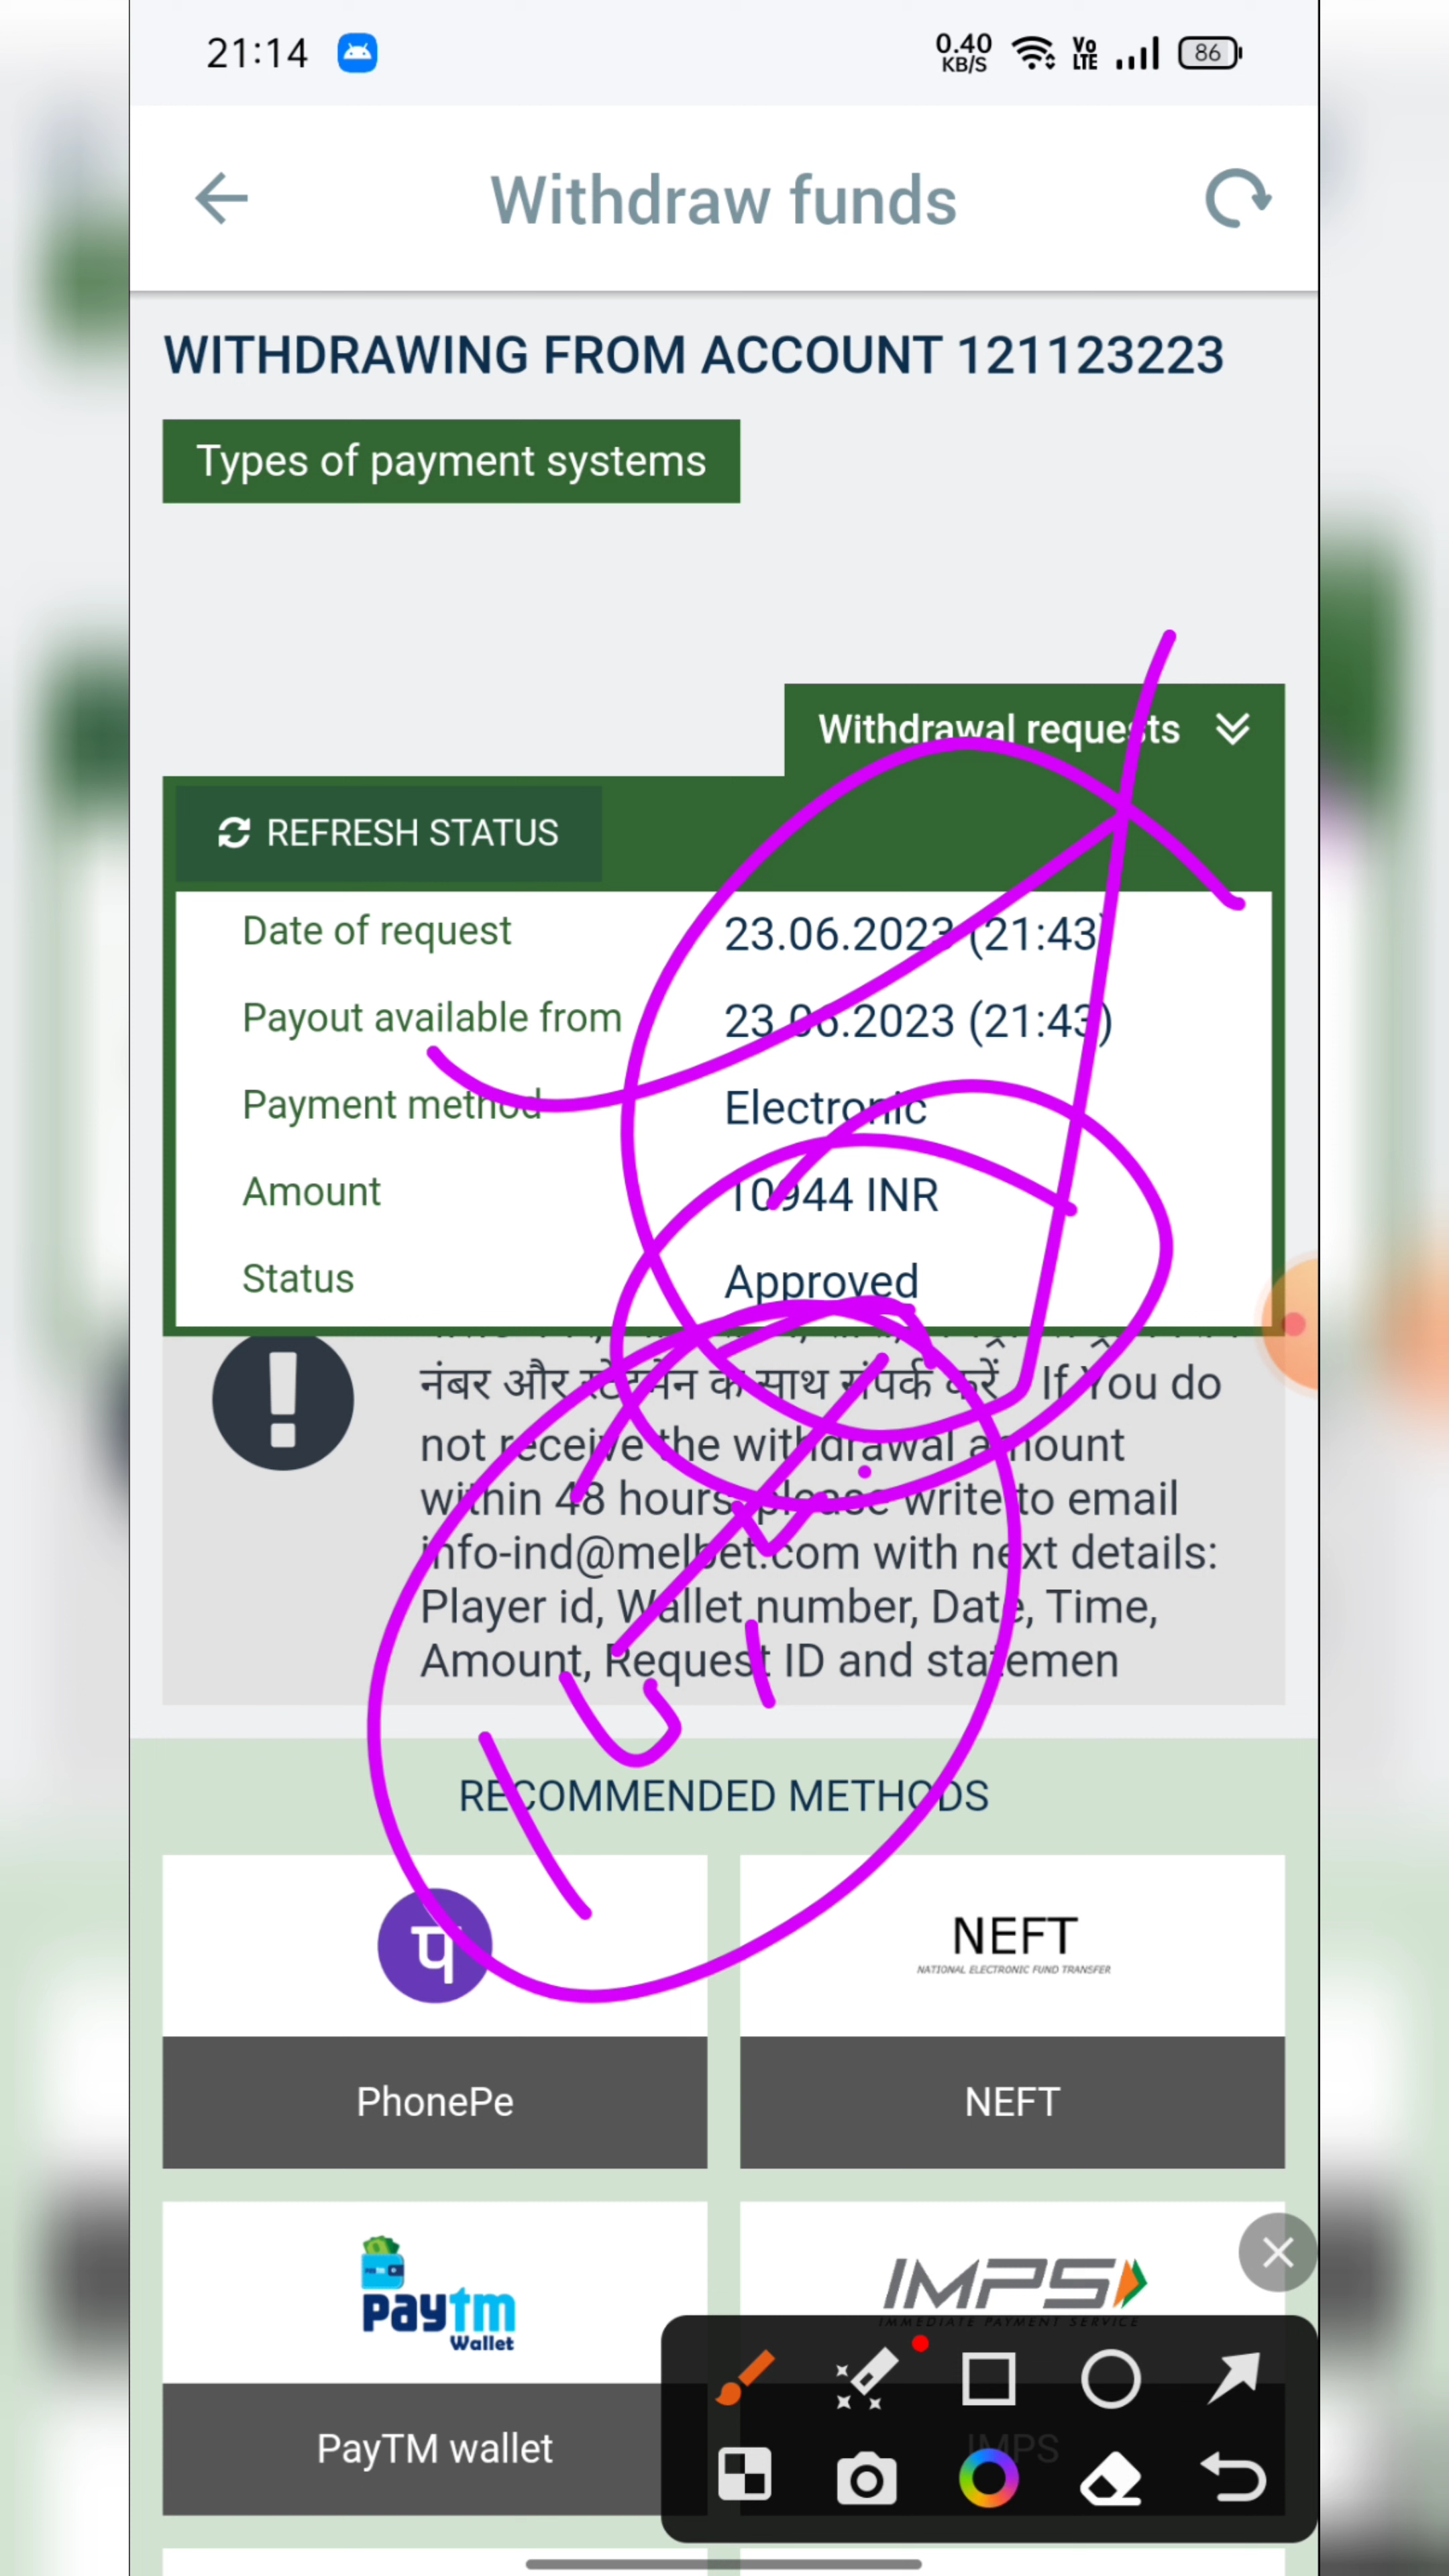 21:14
0.40 KB/S
Vo LTE
86
Withdraw funds
WITHDRAWING FROM ACCOUNT 121123223
Types of payment systems
Withdrawal requests
REFRESH STATUS
Date of request 23.06.2023 (21:43)
Payout available from 23.06.2023 (21:43)
Payment method Electronic
Amount 10944 INR
Status Approved
नंबर और स्टेटमेंन के साथ संपर्क करें . If You do
not receive the withdrawal amount
within 48 hours, please write to email
info-ind@melbet.com with next details:
Player id, Wallet number, Date, Time,
Amount, Request ID and statemen
RECOMMENDED METHODS
पे
NEFT
NATIONAL ELECTRONIC FUND TRANSFER
PhonePe
NEFT
paytm
Wallet
IMPS
IMMEDIATE PAYMENT SERVICE
PayTM wallet
IMPS